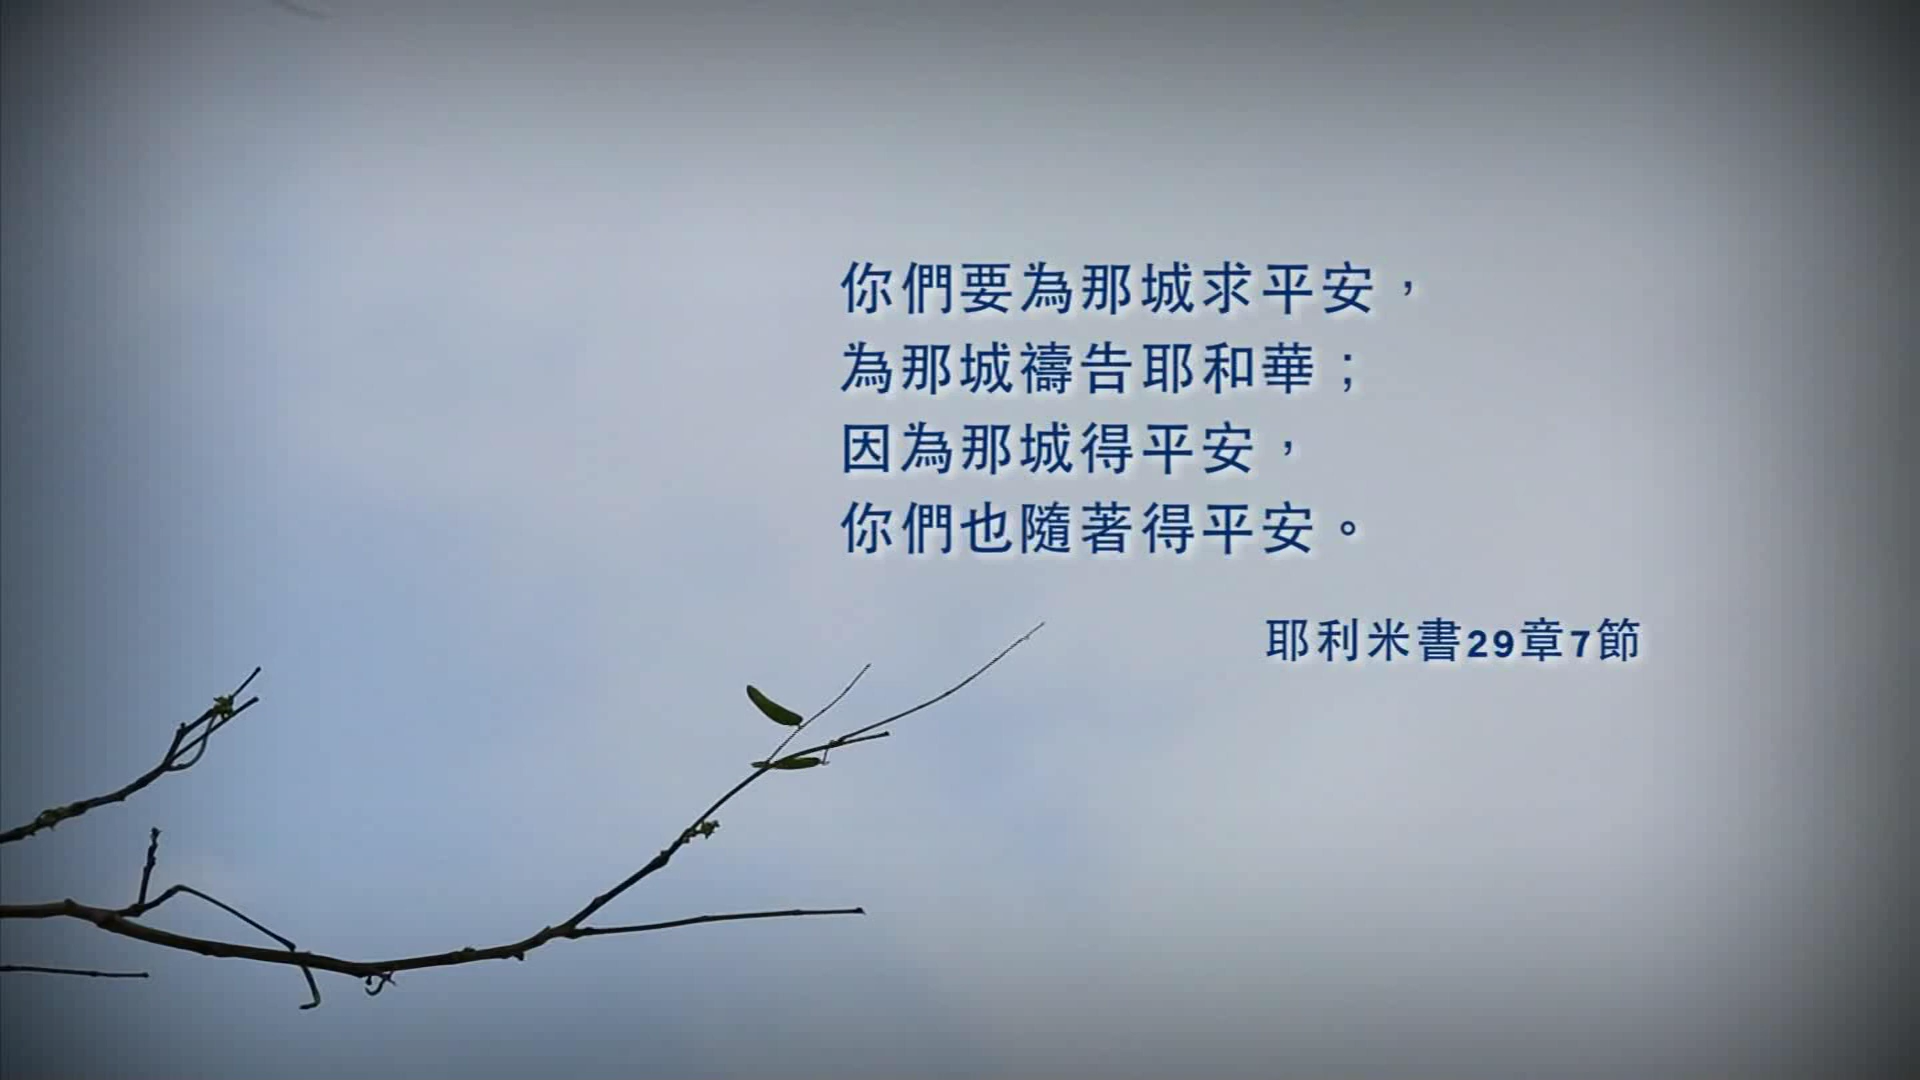 你們要為那城求平安，
為那城禱告耶和華；
因為那城得平安，
你們也隨著得平安。
耶利米書29章7節